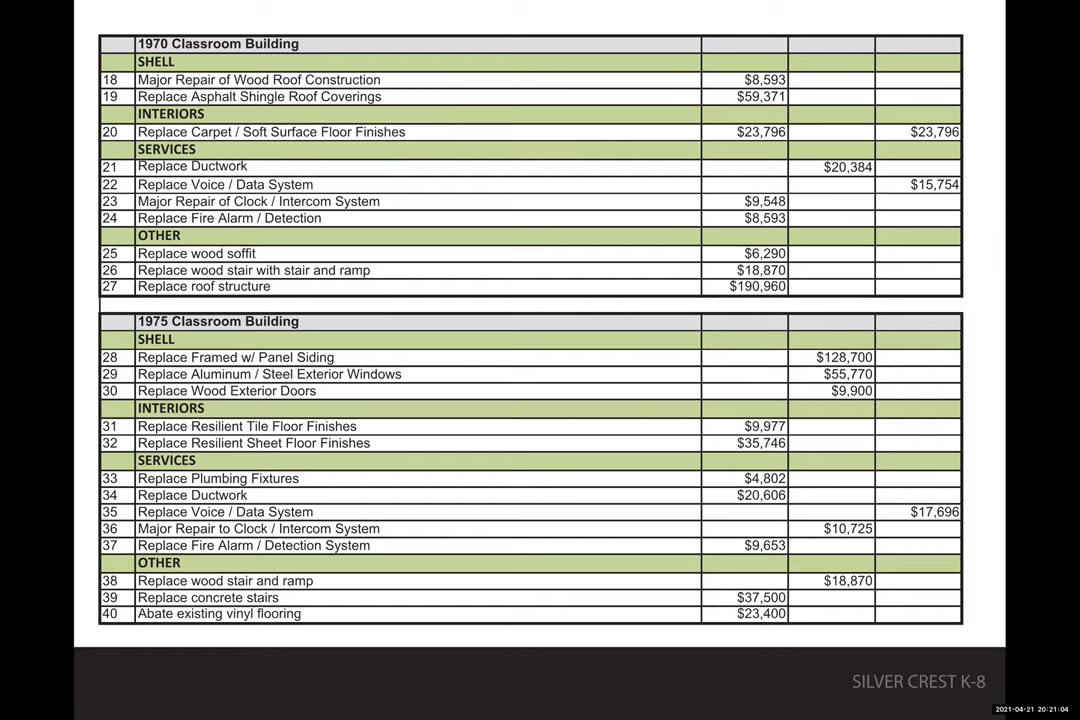 1970 Classroom Building
SHELL
18 Major Repair of Wood Roof Construction $8,593
19 Replace Asphalt Shingle Roof Coverings $59,371
INTERIORS
20 Replace Carpet / Soft Surface Floor Finishes $23,796 $23,796
SERVICES
21 Replace Ductwork $20,384
22 Replace Voice / Data System $15,754
23 Major Repair of Clock / Intercom System $9,548
24 Replace Fire Alarm / Detection $8,593
OTHER
25 Replace wood soffit $6,290
26 Replace wood stair with stair and ramp $18,870
27 Replace roof structure $190,960
1975 Classroom Building
SHELL
28 Replace Framed w/ Panel Siding $128,700
29 Replace Aluminum / Steel Exterior Windows $55,770
30 Replace Wood Exterior Doors $9,900
INTERIORS
31 Replace Resilient Tile Floor Finishes $9,977
32 Replace Resilient Sheet Floor Finishes $35,746
SERVICES
33 Replace Plumbing Fixtures $4,802
34 Replace Ductwork $20,606
35 Replace Voice / Data System $17,696
36 Major Repair to Clock / Intercom System $10,725
37 Replace Fire Alarm / Detection System $9,653
OTHER
38 Replace wood stair and ramp $18,870
39 Replace concrete stairs $37,500
40 Abate existing vinyl flooring $23,400
SILVER CREST K-8
2021-04-21 20:21:04